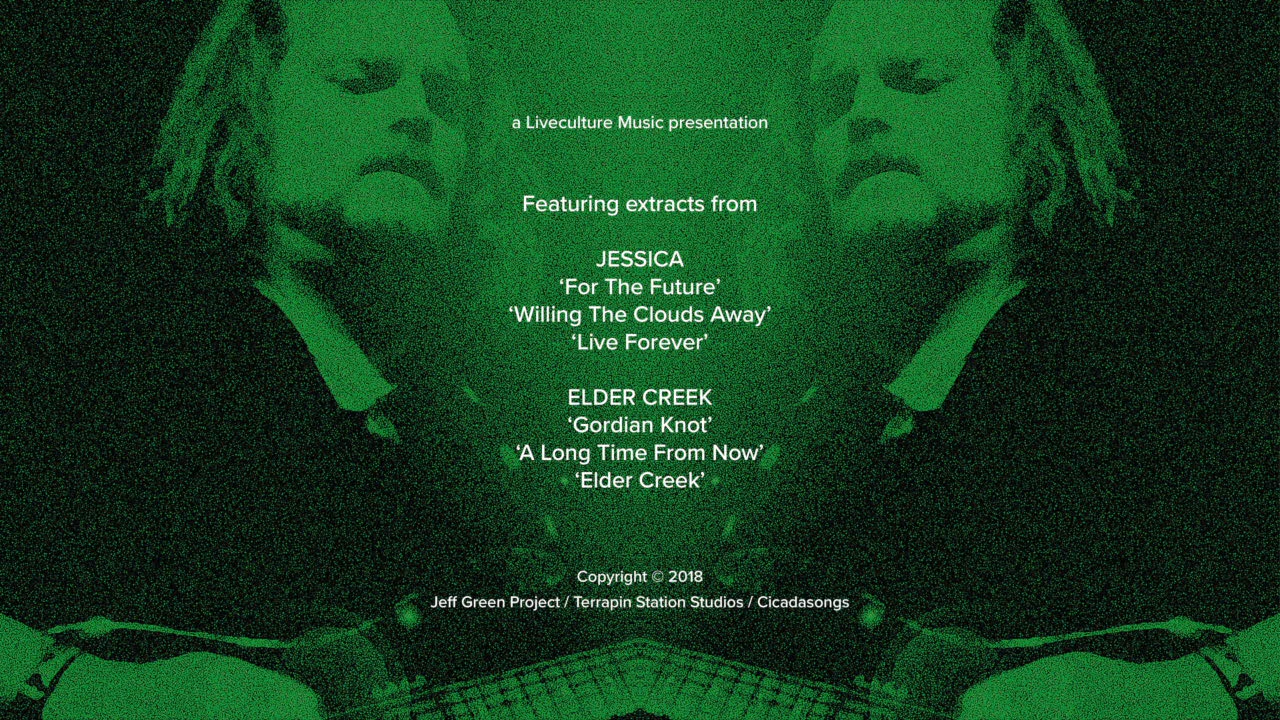 a Liveculture Music presentation
Featuring extracts from
JESSICA
‘For The Future’
‘Willing The Clouds Away’
‘Live Forever’
ELDER CREEK
‘Gordian Knot’
‘A Long Time From Now’
‘Elder Creek’
Copyright © 2018
Jeff Green Project / Terrapin Station Studios / Cicadasongs